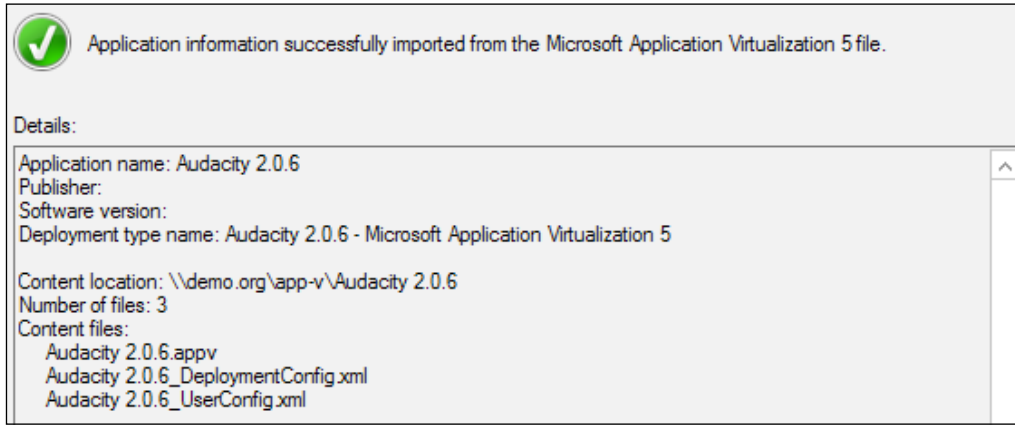 Application information successfully imported from the Microsoft Application Virtualization 5 file.
Details:
Application name: Audacity 2.0.6
Publisher:
Software version:
Deployment type name: Audacity 2.0.6 - Microsoft Application Virtualization 5
Content location: \\demo.org\app-v\Audacity 2.0.6
Number of files: 3
Content files:
Audacity 2.0.6.appv
Audacity 2.0.6_DeploymentConfig.xml
Audacity 2.0.6_UserConfig.xml